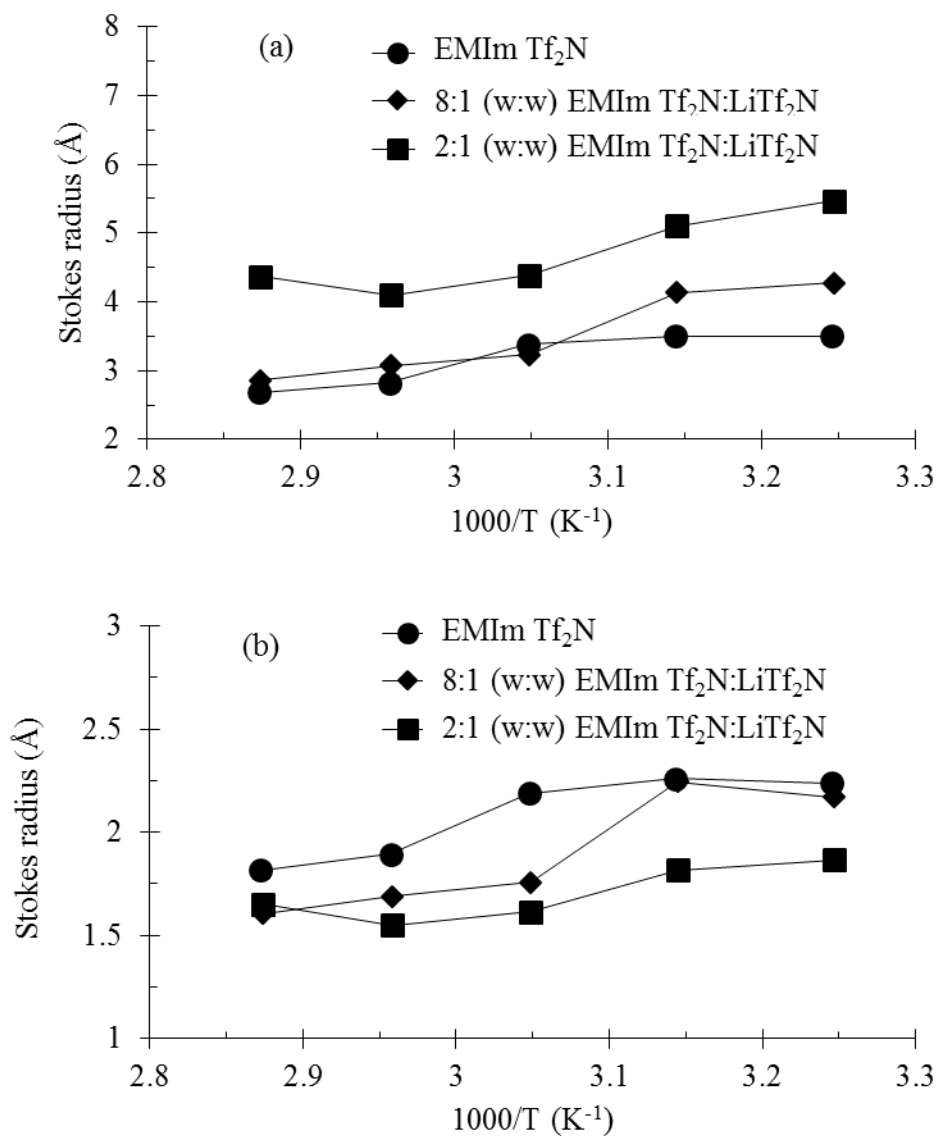 (a)
EMIm Tf₂N
8:1 (w:w) EMIm Tf₂N:LiTf₂N
2:1 (w:w) EMIm Tf₂N:LiTf₂N
Stokes radius (Å)
8
7
6
5
4
3
2
2.8 2.9 3 3.1 3.2 3.3
1000/T (K⁻¹)
(b)
EMIm Tf₂N
8:1 (w:w) EMIm Tf₂N:LiTf₂N
2:1 (w:w) EMIm Tf₂N:LiTf₂N
Stokes radius (Å)
3
2.5
2
1.5
1
2.8 2.9 3 3.1 3.2 3.3
1000/T (K⁻¹)